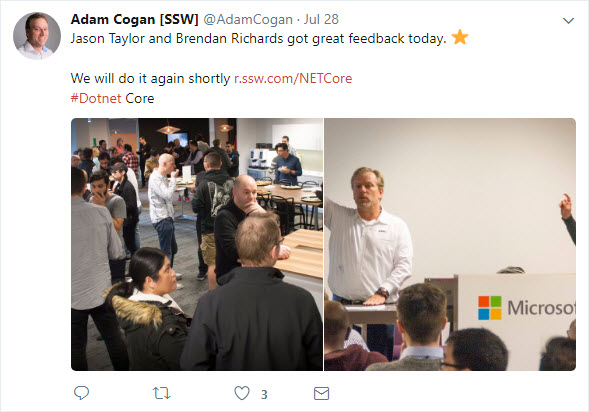 Adam Cogan [SSW] @AdamCogan · Jul 28
Jason Taylor and Brendan Richards got great feedback today. ⭐
We will do it again shortly r.ssw.com/NETCore
#Dotnet Core
Microsof
3